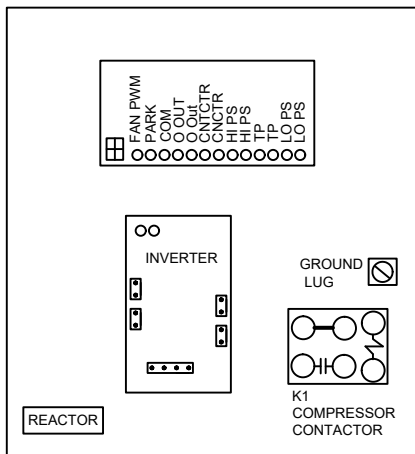 FAN PWM
PARK
COM
O OUT
O Out
CNTCTR
CNCTR
HI PS
HI PS
TP
TP
LO PS
LO PS
INVERTER
GROUND
LUG
K1
COMPRESSOR
CONTACTOR
REACTOR